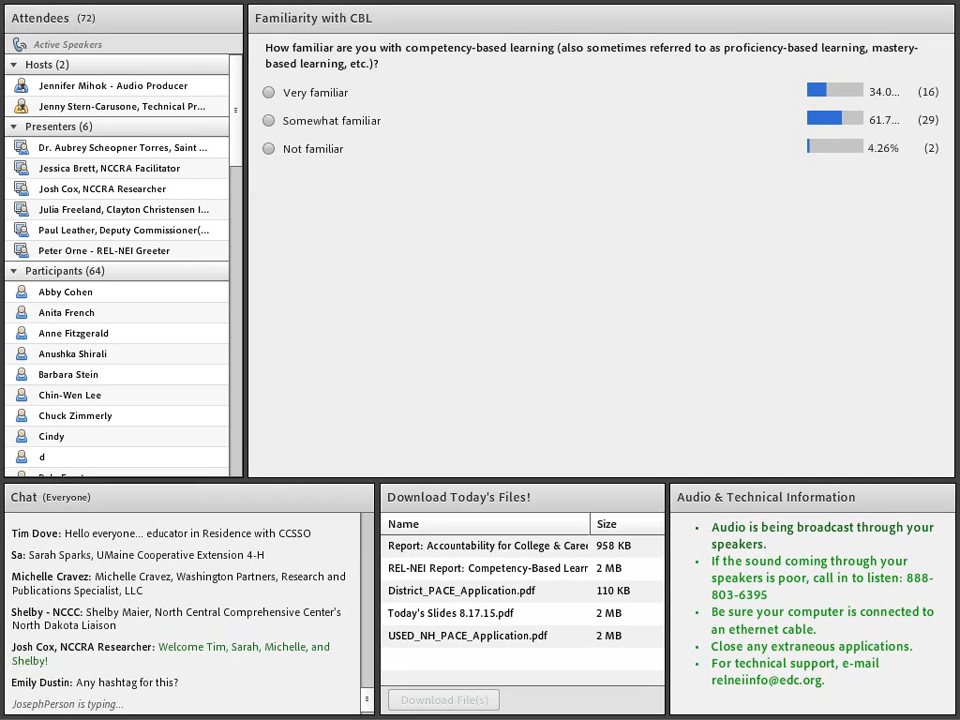 Attendees (72)
Active Speakers
Hosts (2)
Jennifer Mihok - Audio Producer
Jenny Stern-Carusone, Technical Pr...
Presenters (6)
Dr. Aubrey Scheopner Torres, Saint ...
Jessica Brett, NCCRA Facilitator
Josh Cox, NCCRA Researcher
Julia Freeland, Clayton Christensen I...
Paul Leather, Deputy Commissioner(...
Peter Orne - REL-NEI Greeter
Participants (64)
Abby Cohen
Anita French
Anne Fitzgerald
Anushka Shirali
Barbara Stein
Chin-Wen Lee
Chuck Zimmerly
Cindy
d
Familiarity with CBL
How familiar are you with competency-based learning (also sometimes referred to as proficiency-based learning, mastery-
based learning, etc.)?
Very familiar 34.0... (16)
Somewhat familiar 61.7... (29)
Not familiar 4.26% (2)
Chat (Everyone)
Tim Dove: Hello everyone... educator in Residence with CCSSO
Sa: Sarah Sparks, UMaine Cooperative Extension 4-H
Michelle Cravez: Michelle Cravez, Washington Partners, Research and
Publications Specialist, LLC
Shelby - NCCC: Shelby Maier, North Central Comprehensive Center's
North Dakota Liaison
Josh Cox, NCCRA Researcher: Welcome Tim, Sarah, Michelle, and
Shelby!
Emily Dustin: Any hashtag for this?
JosephPerson is typing...
Download Today's Files!
Name Size
Report: Accountability for College & Caree 958 KB
REL-NEI Report: Competency-Based Learr 2 MB
District_PACE_Application.pdf 110 KB
Today's Slides 8.17.15.pdf 2 MB
USED_NH_PACE_Application.pdf 2 MB
Download File(s)
Audio & Technical Information
• Audio is being broadcast through your
speakers.
• If the sound coming through your
speakers is poor, call in to listen: 888-
803-6395
• Be sure your computer is connected to
an ethernet cable.
• Close any extraneous applications.
• For technical support, e-mail
relneiinfo@edc.org.